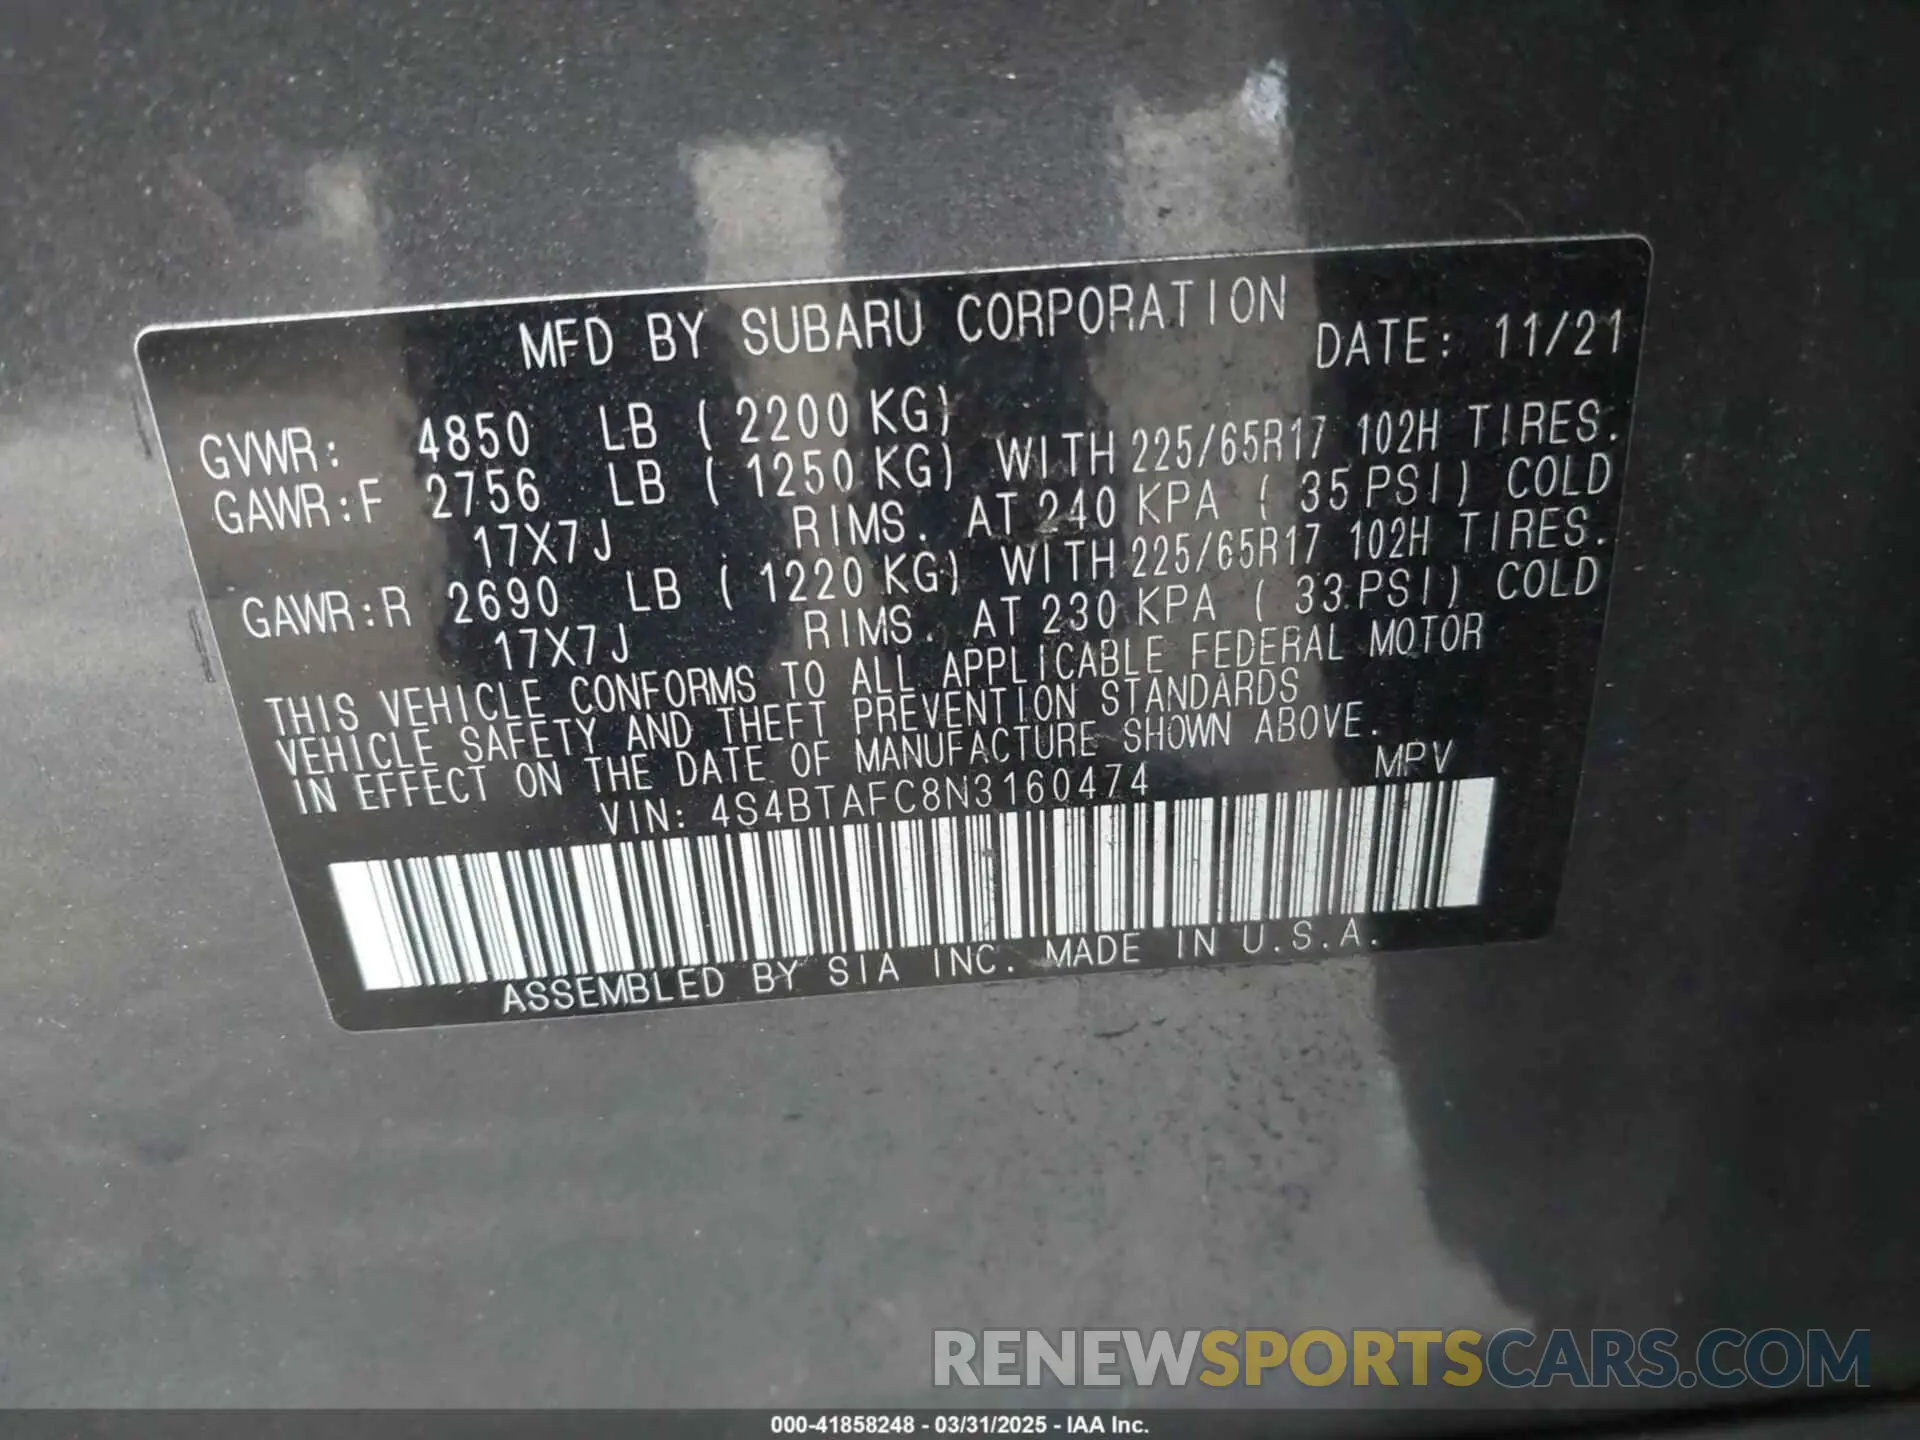 MFD BY SUBARU CORPORATION DATE: 11/21
GVWR: 4850 LB ( 2200 KG)
GAWR:F 2756 LB ( 1250 KG) WITH 225/65R17 102H TIRES.
17X7J RIMS. AT 240 KPA ( 35 PSI) COLD
GAWR:R 2690 LB ( 1220 KG) WITH 225/65R17 102H TIRES.
17X7J RIMS. AT 230 KPA ( 33 PSI) COLD
THIS VEHICLE CONFORMS TO ALL APPLICABLE FEDERAL MOTOR
VEHICLE SAFETY AND THEFT PREVENTION STANDARDS
IN EFFECT ON THE DATE OF MANUFACTURE SHOWN ABOVE.
VIN: 4S4BTAFC8N3160474 MPV
ASSEMBLED BY SIA INC. MADE IN U.S.A.
RENEWSPORTSCARS.COM
000-41858248 - 03/31/2025 - IAA Inc.